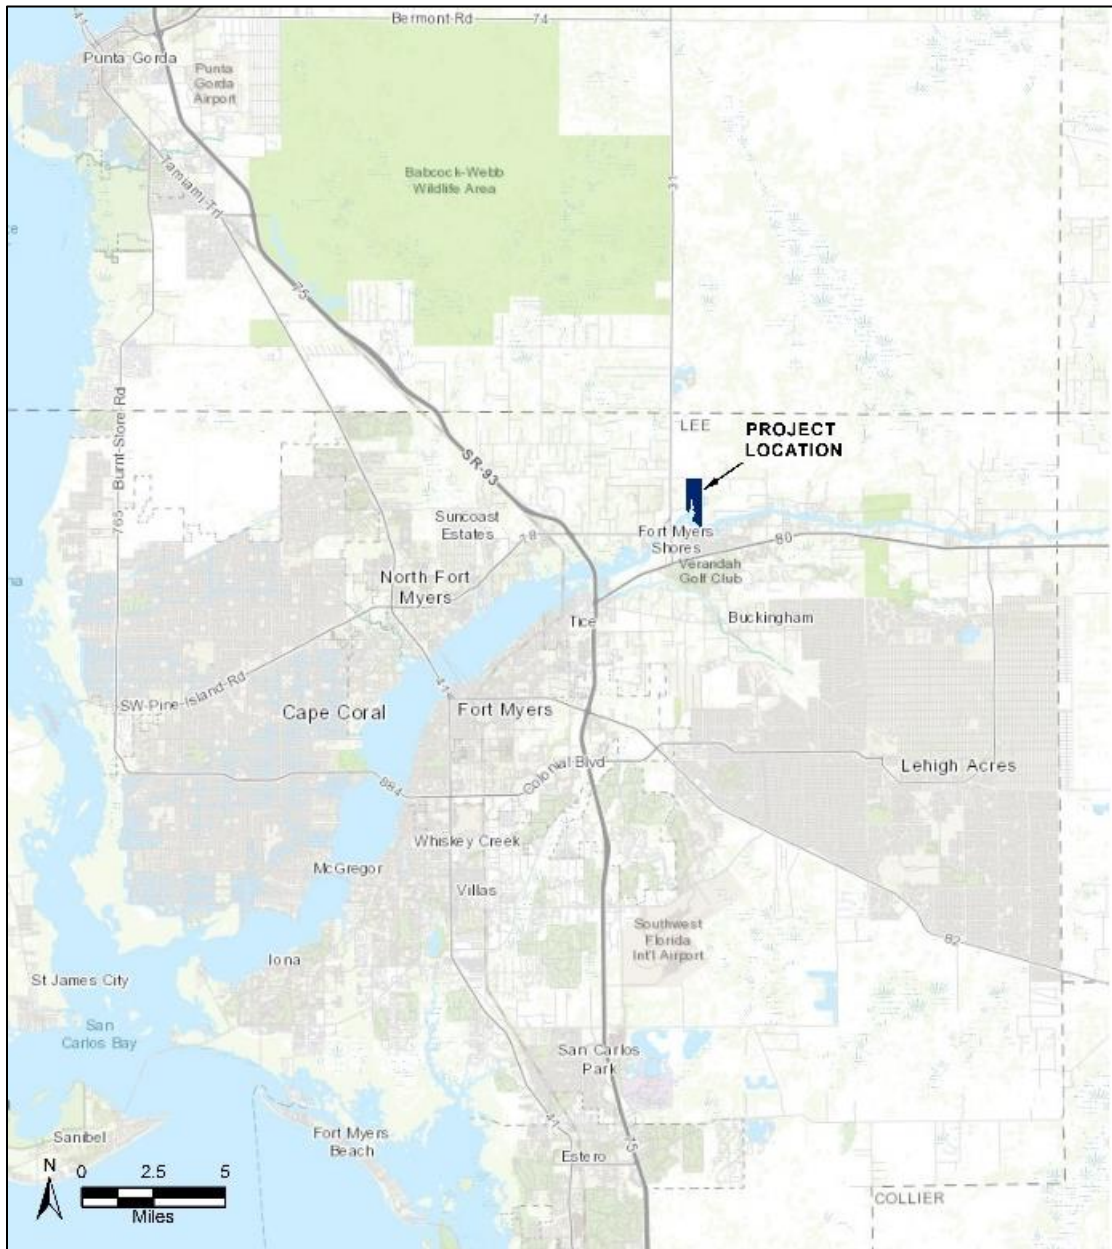 41
Bermont Rd
74
Punta Gorda
Punta
Gorda
Airport
Tamiami Trl
Babcock-Webb
Wildlife Area
31
75
Burnt-Store-Rd
765
LEE
PROJECT
LOCATION
SR-93
Suncoast
Estates
78
Fort Myers
Shores
80
Verandah
Golf Club
North Fort
Myers
Tice
Buckingham
SW-Pine-Island-Rd
41
Cape Coral
Fort Myers
Colonial Blvd
Lehigh Acres
884
Whiskey Creek
McGregor
Villas
Southwest
Florida
Int'l Airport
82
Iona
St James City
San
Carlos Bay
San Carlos
Park
Sanibel
Fort Myers
Beach
41
75
Estero
N
0 2.5 5
Miles
COLLIER